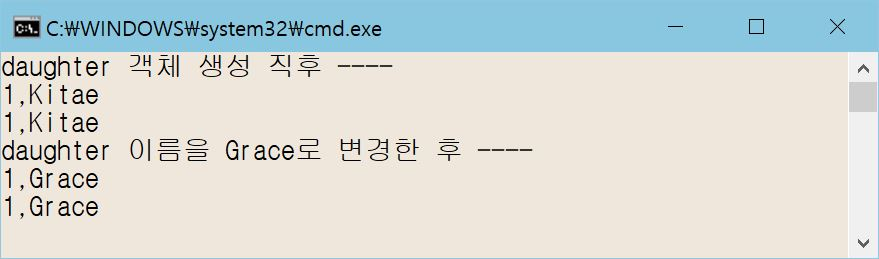 C:₩WINDOWS₩system32₩cmd.exe
daughter 객체 생성 직후 ----
1,Kitae
1,Kitae
daughter 이름을 Grace로 변경한 후 ----
1,Grace
1,Grace